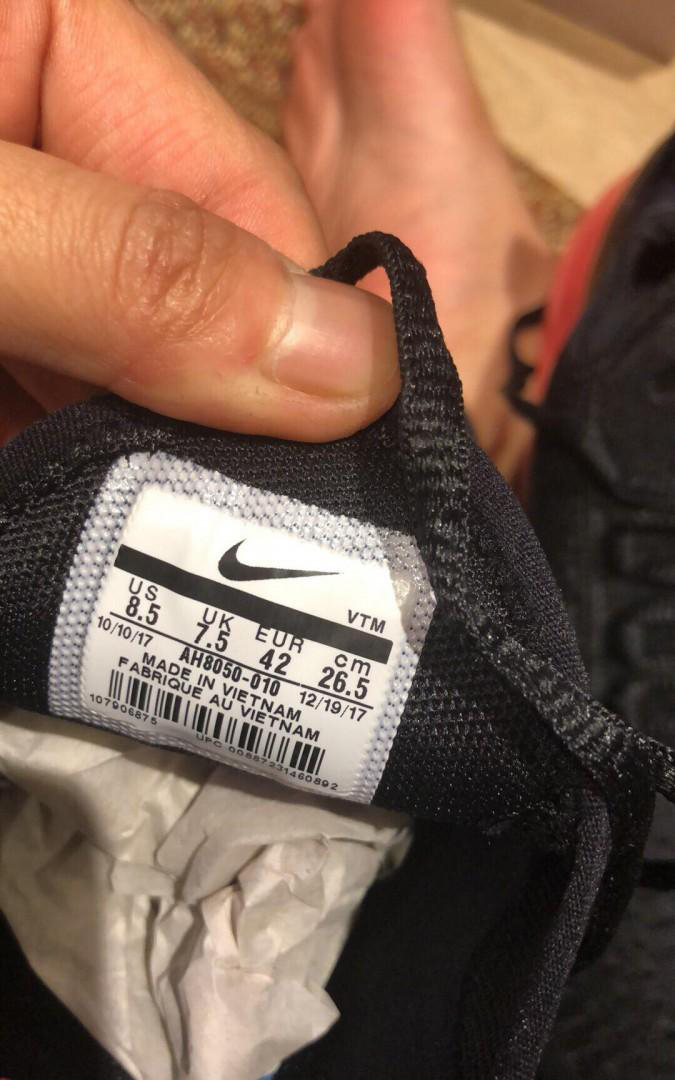 VTM
US UK EUR cm
8.5 7.5 42 26.5
10/10/17 AH8050-010 12/19/17
MADE IN VIETNAM
FABRIQUE AU VIETNAM
107906875
UPC 00887231460892